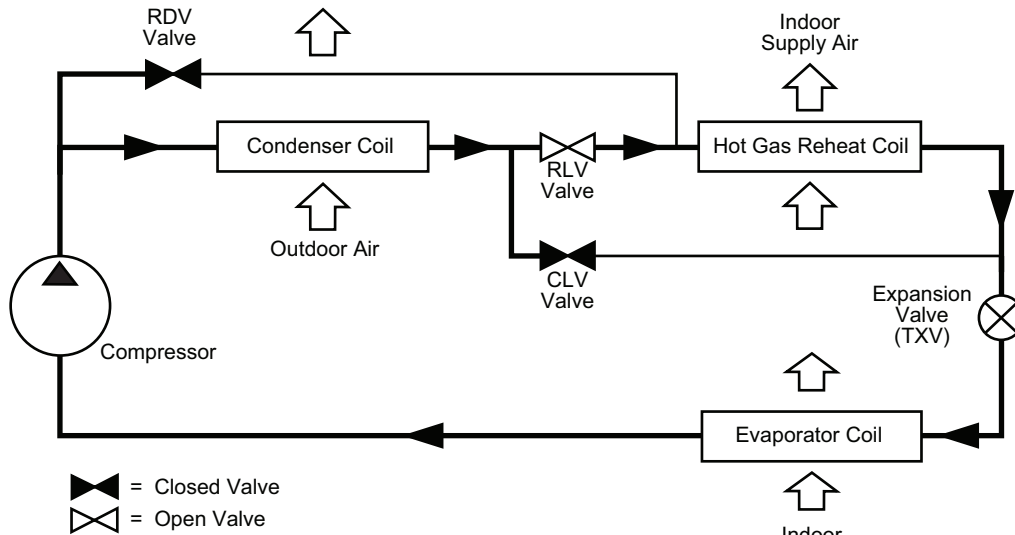 RDV
Valve
Indoor
Supply Air
Condenser Coil
Hot Gas Reheat Coil
RLV
Valve
Outdoor Air
CLV
Valve
Expansion
Valve
(TXV)
Compressor
Evaporator Coil
= Closed Valve
= Open Valve
Indoor